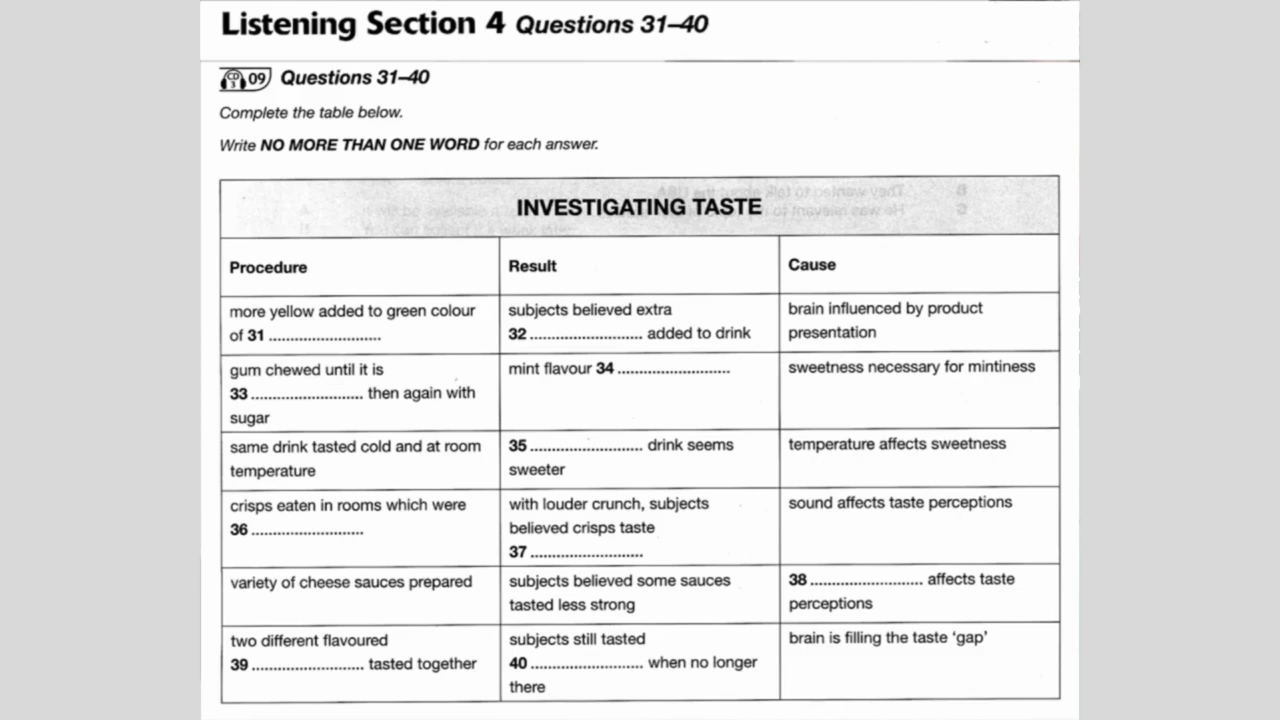 Listening Section 4 Questions 31–40
CD 3 09 Questions 31–40
Complete the table below.
Write NO MORE THAN ONE WORD for each answer.
INVESTIGATING TASTE
Procedure
Result
Cause
more yellow added to green colour
of 31 ............................
subjects believed extra
32 ............................ added to drink
brain influenced by product
presentation
gum chewed until it is
33 ............................ then again with
sugar
mint flavour 34 ............................
sweetness necessary for mintiness
same drink tasted cold and at room
temperature
35 ............................ drink seems
sweeter
temperature affects sweetness
crisps eaten in rooms which were
36 ............................
with louder crunch, subjects
believed crisps taste
37 ............................
sound affects taste perceptions
variety of cheese sauces prepared
subjects believed some sauces
tasted less strong
38 ............................ affects taste
perceptions
two different flavoured
39 ............................ tasted together
subjects still tasted
40 ............................ when no longer
there
brain is filling the taste ‘gap’